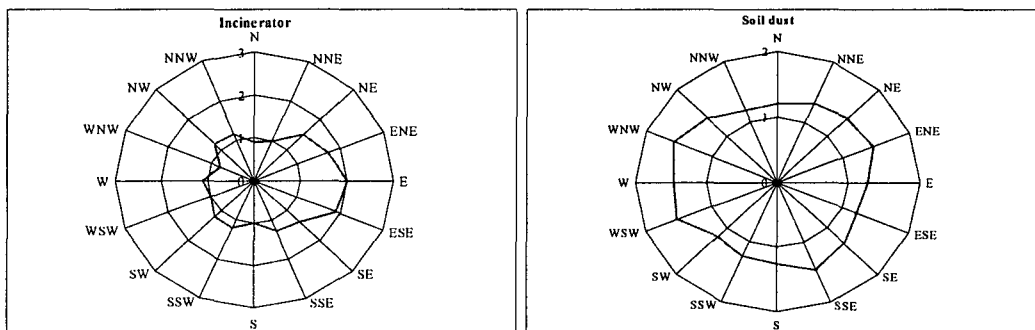 Incinerator
N
3
NNW
NNE
NW
NE
2
WNW
ENE
1
W
0
E
WSW
ESE
SW
SE
SSW
SSE
S
Soil dust
N
2
NNW
NNE
NW
NE
1
WNW
ENE
W
0
E
WSW
ESE
SW
SE
SSW
SSE
S